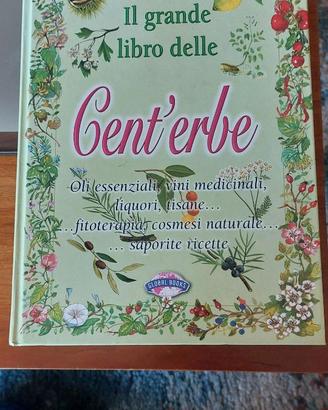 Il grande
libro delle
Cent'erbe
Oli essenziali, vini medicinali,
liquori, tisane...
...fitoterapia, cosmesi naturale...
... saporite ricette
GLOBAL BOOKS